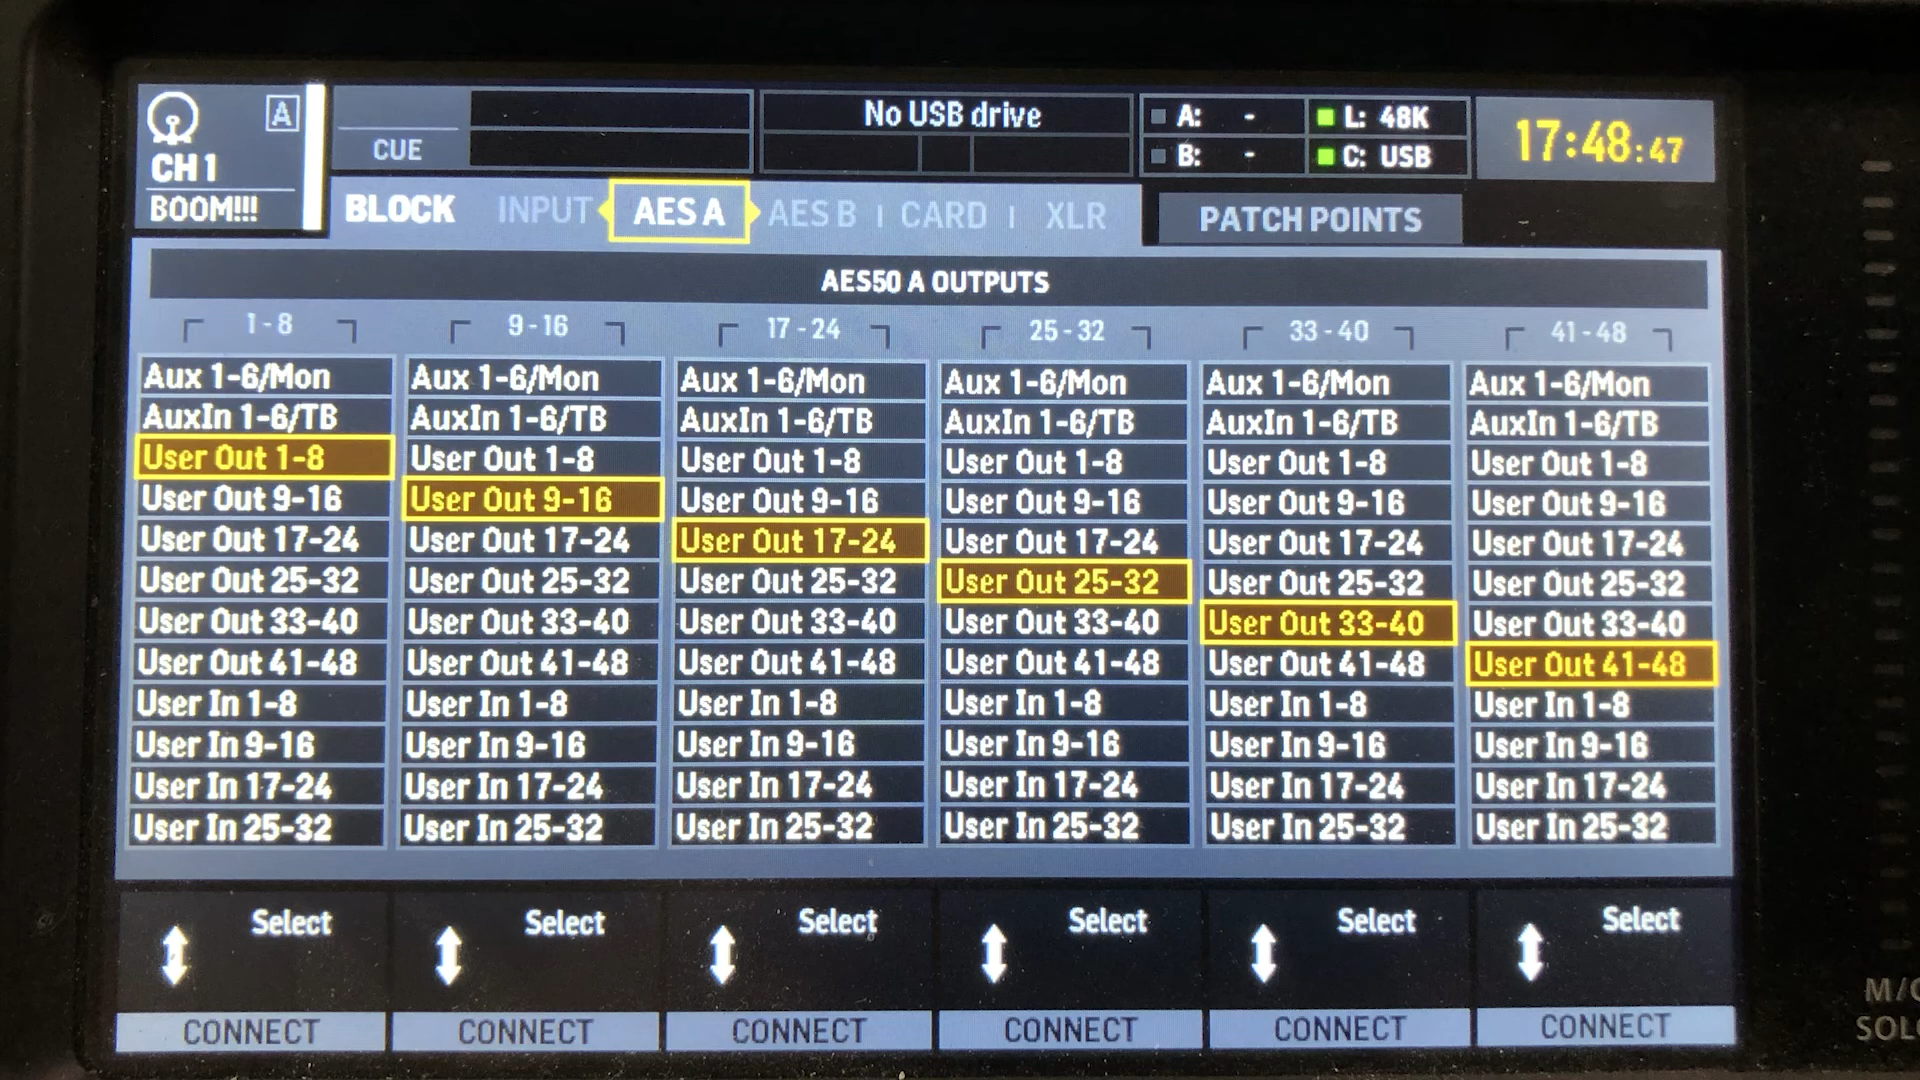 A
CH 1
BOOM!!!
CUE
No USB drive
A: -
B: -
L: 48K
C: USB
17:48:47
BLOCK INPUT AES A AES B CARD XLR
PATCH POINTS
AES50 A OUTPUTS
1-8 9-16 17-24 25-32 33-40 41-48
Aux 1-6/Mon Aux 1-6/Mon Aux 1-6/Mon Aux 1-6/Mon Aux 1-6/Mon Aux 1-6/Mon
AuxIn 1-6/TB AuxIn 1-6/TB AuxIn 1-6/TB AuxIn 1-6/TB AuxIn 1-6/TB AuxIn 1-6/TB
User Out 1-8 User Out 1-8 User Out 1-8 User Out 1-8 User Out 1-8 User Out 1-8
User Out 9-16 User Out 9-16 User Out 9-16 User Out 9-16 User Out 9-16 User Out 9-16
User Out 17-24 User Out 17-24 User Out 17-24 User Out 17-24 User Out 17-24 User Out 17-24
User Out 25-32 User Out 25-32 User Out 25-32 User Out 25-32 User Out 25-32 User Out 25-32
User Out 33-40 User Out 33-40 User Out 33-40 User Out 33-40 User Out 33-40 User Out 33-40
User Out 41-48 User Out 41-48 User Out 41-48 User Out 41-48 User Out 41-48 User Out 41-48
User In 1-8 User In 1-8 User In 1-8 User In 1-8 User In 1-8 User In 1-8
User In 9-16 User In 9-16 User In 9-16 User In 9-16 User In 9-16 User In 9-16
User In 17-24 User In 17-24 User In 17-24 User In 17-24 User In 17-24 User In 17-24
User In 25-32 User In 25-32 User In 25-32 User In 25-32 User In 25-32 User In 25-32
Select Select Select Select Select Select
CONNECT CONNECT CONNECT CONNECT CONNECT CONNECT